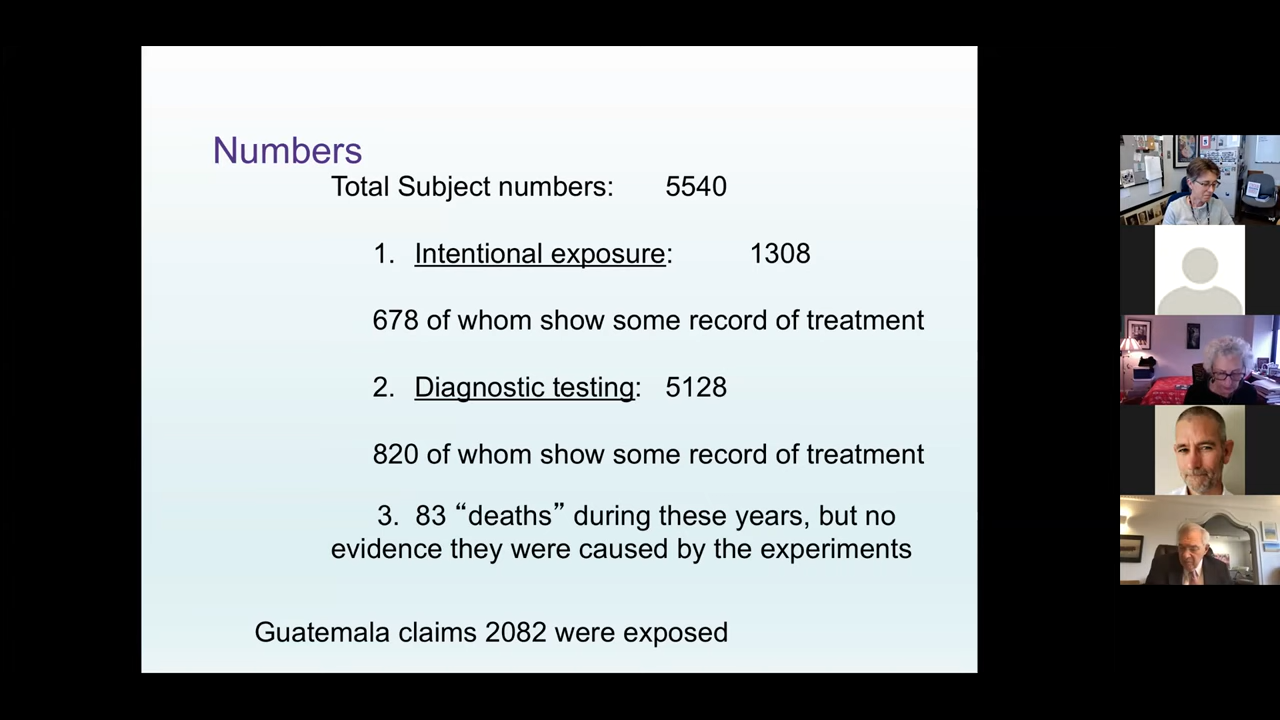 Numbers
Total Subject numbers: 5540
1. Intentional exposure: 1308
678 of whom show some record of treatment
2. Diagnostic testing: 5128
820 of whom show some record of treatment
3. 83 “deaths” during these years, but no
evidence they were caused by the experiments
Guatemala claims 2082 were exposed